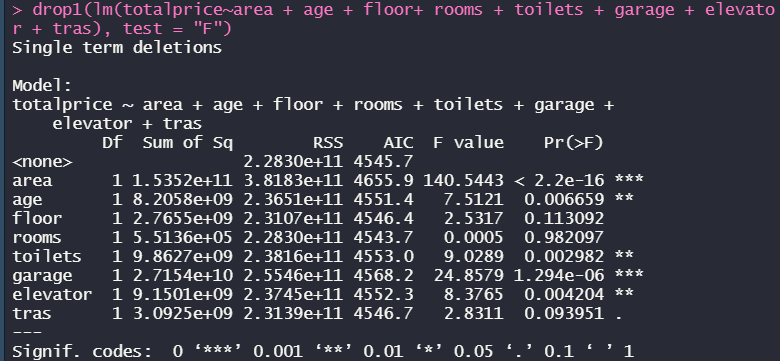 > drop1(lm(totalprice~area + age + floor+ rooms + toilets + garage + elevato
r + tras), test = "F")
Single term deletions

Model:
totalprice ~ area + age + floor + rooms + toilets + garage +
    elevator + tras
         Df  Sum of Sq        RSS    AIC  F value    Pr(>F)
<none>                 2.2830e+11 4545.7
area      1 1.5352e+11 3.8183e+11 4655.9 140.5443 < 2.2e-16 ***
age       1 8.2058e+09 2.3651e+11 4551.4   7.5121  0.006659 **
floor     1 2.7655e+09 2.3107e+11 4546.4   2.5317  0.113092
rooms     1 5.5136e+05 2.2830e+11 4543.7   0.0005  0.982097
toilets   1 9.8627e+09 2.3816e+11 4553.0   9.0289  0.002982 **
garage    1 2.7154e+10 2.5546e+11 4568.2  24.8579 1.294e-06 ***
elevator  1 9.1501e+09 2.3745e+11 4552.3   8.3765  0.004204 **
tras      1 3.0925e+09 2.3139e+11 4546.7   2.8311  0.093951 .
---
Signif. codes:  0 ‘***’ 0.001 ‘**’ 0.01 ‘*’ 0.05 ‘.’ 0.1 ‘ ’ 1